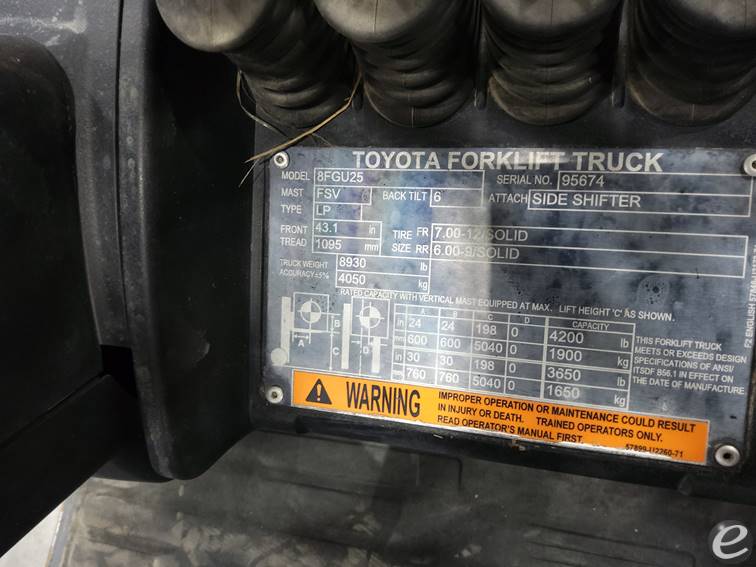 TOYOTA FORKLIFT TRUCK
MODEL 8FGU25 SERIAL NO. 95674
MAST FSV BACK TILT 6 ATTACH SIDE SHIFTER
TYPE LP
FRONT TREAD 43.1 in 1095 mm
TIRE SIZE FR 7.00-12/SOLID
RR 6.00-9/SOLID
TRUCK WEIGHT 8930 lb
ACCURACY±5% 4050 kg
RATED CAPACITY WITH VERTICAL MAST EQUIPPED AT MAX. LIFT HEIGHT 'C' AS SHOWN.
A B C D CAPACITY
in 24 24 198 0 4200 lb
mm 600 600 5040 0 1900 kg
in 30 30 198 0 3650 lb
mm 760 760 5040 0 1650 kg
A B C D
THIS FORKLIFT TRUCK
MEETS OR EXCEEDS DESIGN
SPECIFICATIONS OF ANSI/
ITSDF B56.1 IN EFFECT ON
THE DATE OF MANUFACTURE
WARNING
IMPROPER OPERATION OR MAINTENANCE COULD RESULT
IN INJURY OR DEATH. TRAINED OPERATORS ONLY.
READ OPERATOR'S MANUAL FIRST.
57899-U2260-71
F2 ENGLISH
e